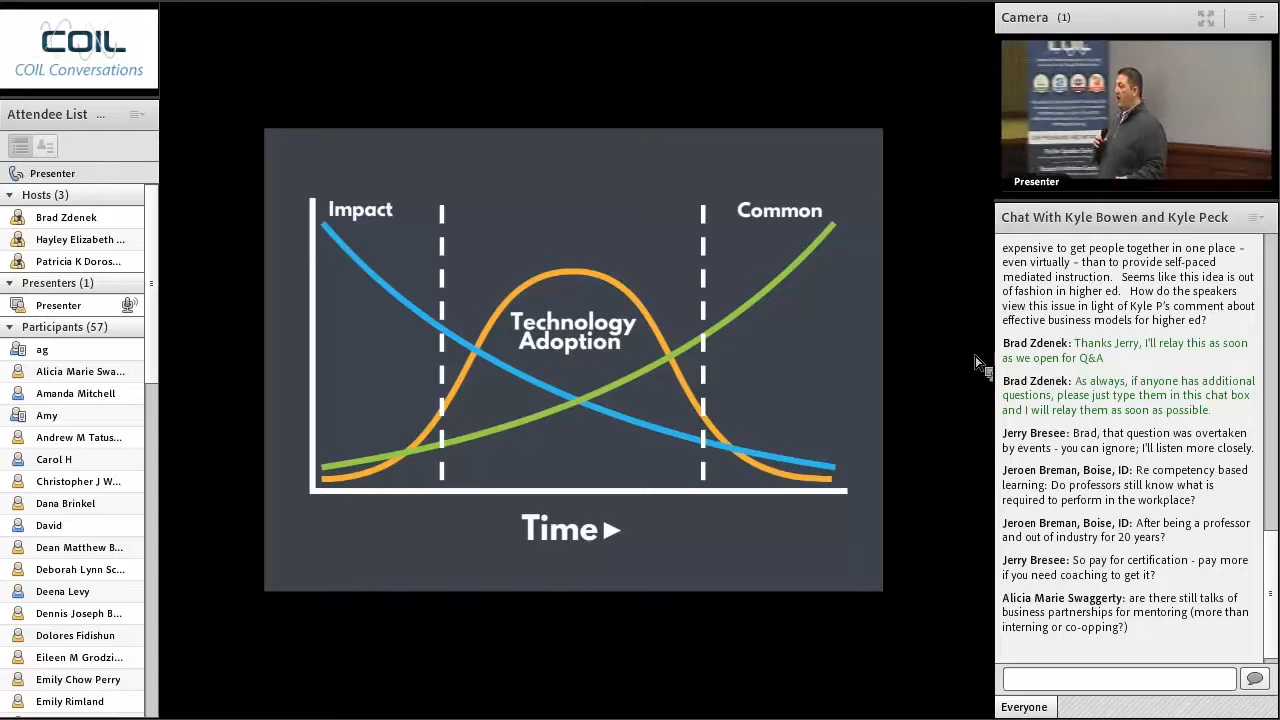 COIL
COIL Conversations
Attendee List ...
Presenter
Hosts (3)
Brad Zdenek
Hayley Elizabeth ...
Patricia K Doros...
Presenters (1)
Presenter
Participants (57)
ag
Alicia Marie Swa...
Amanda Mitchell
Amy
Andrew M Tatus...
Carol H
Christopher J W...
Dana Brinkel
David
Dean Matthew B...
Deborah Lynn Sc...
Deena Levy
Dennis Joseph B...
Dolores Fidishun
Eileen M Grodzi...
Emily Chow Perry
Emily Rimland
Impact
Common
Technology
Adoption
Time
Camera (1)
COIL
Presenter
Chat With Kyle Bowen and Kyle Peck
expensive to get people together in one place –
even virtually – than to provide self-paced
mediated instruction. Seems like this idea is out
of fashion in higher ed. How do the speakers
view this issue in light of Kyle P's comment about
effective business models for higher ed?
Brad Zdenek: Thanks Jerry, I'll relay this as soon
as we open for Q&A
Brad Zdenek: As always, if anyone has additional
questions, please just type them in this chat box
and I will relay them as soon as possible.
Jerry Bresee: Brad, that question was overtaken
by events - you can ignore; I'll listen more closely.
Jeroen Breman, Boise, ID: Re competency based
learning: Do professors still know what is
required to perform in the workplace?
Jeroen Breman, Boise, ID: After being a professor
and out of industry for 20 years?
Jerry Bresee: So pay for certification - pay more
if you need coaching to get it?
Alicia Marie Swaggerty: are there still talks of
business partnerships for mentoring (more than
interning or co-opping?)
Everyone